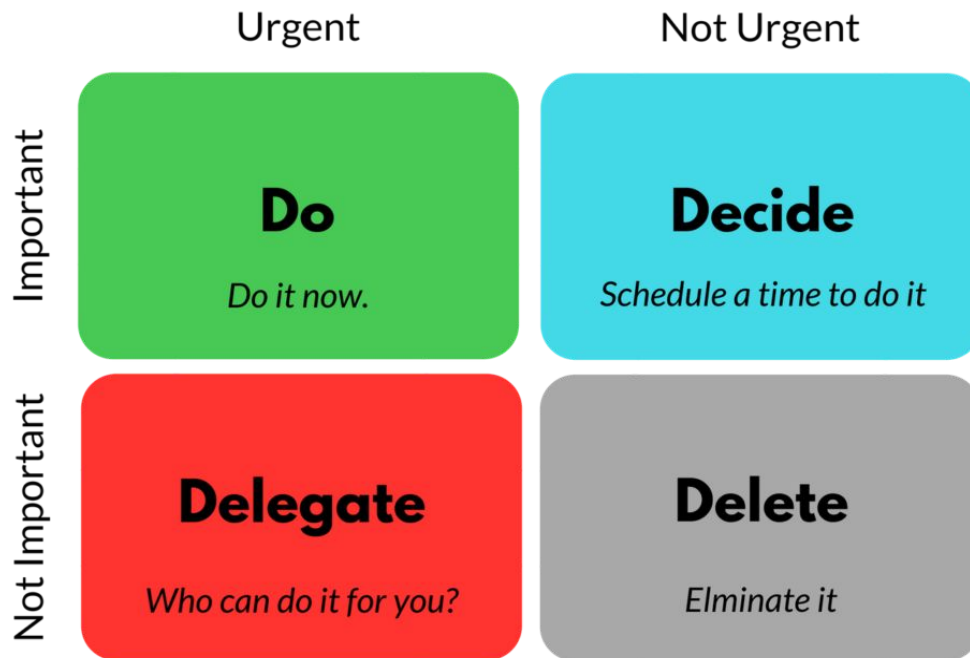 Urgent
Not Urgent
Important
Do
Do it now.
Decide
Schedule a time to do it
Not Important
Delegate
Who can do it for you?
Delete
Elminate it